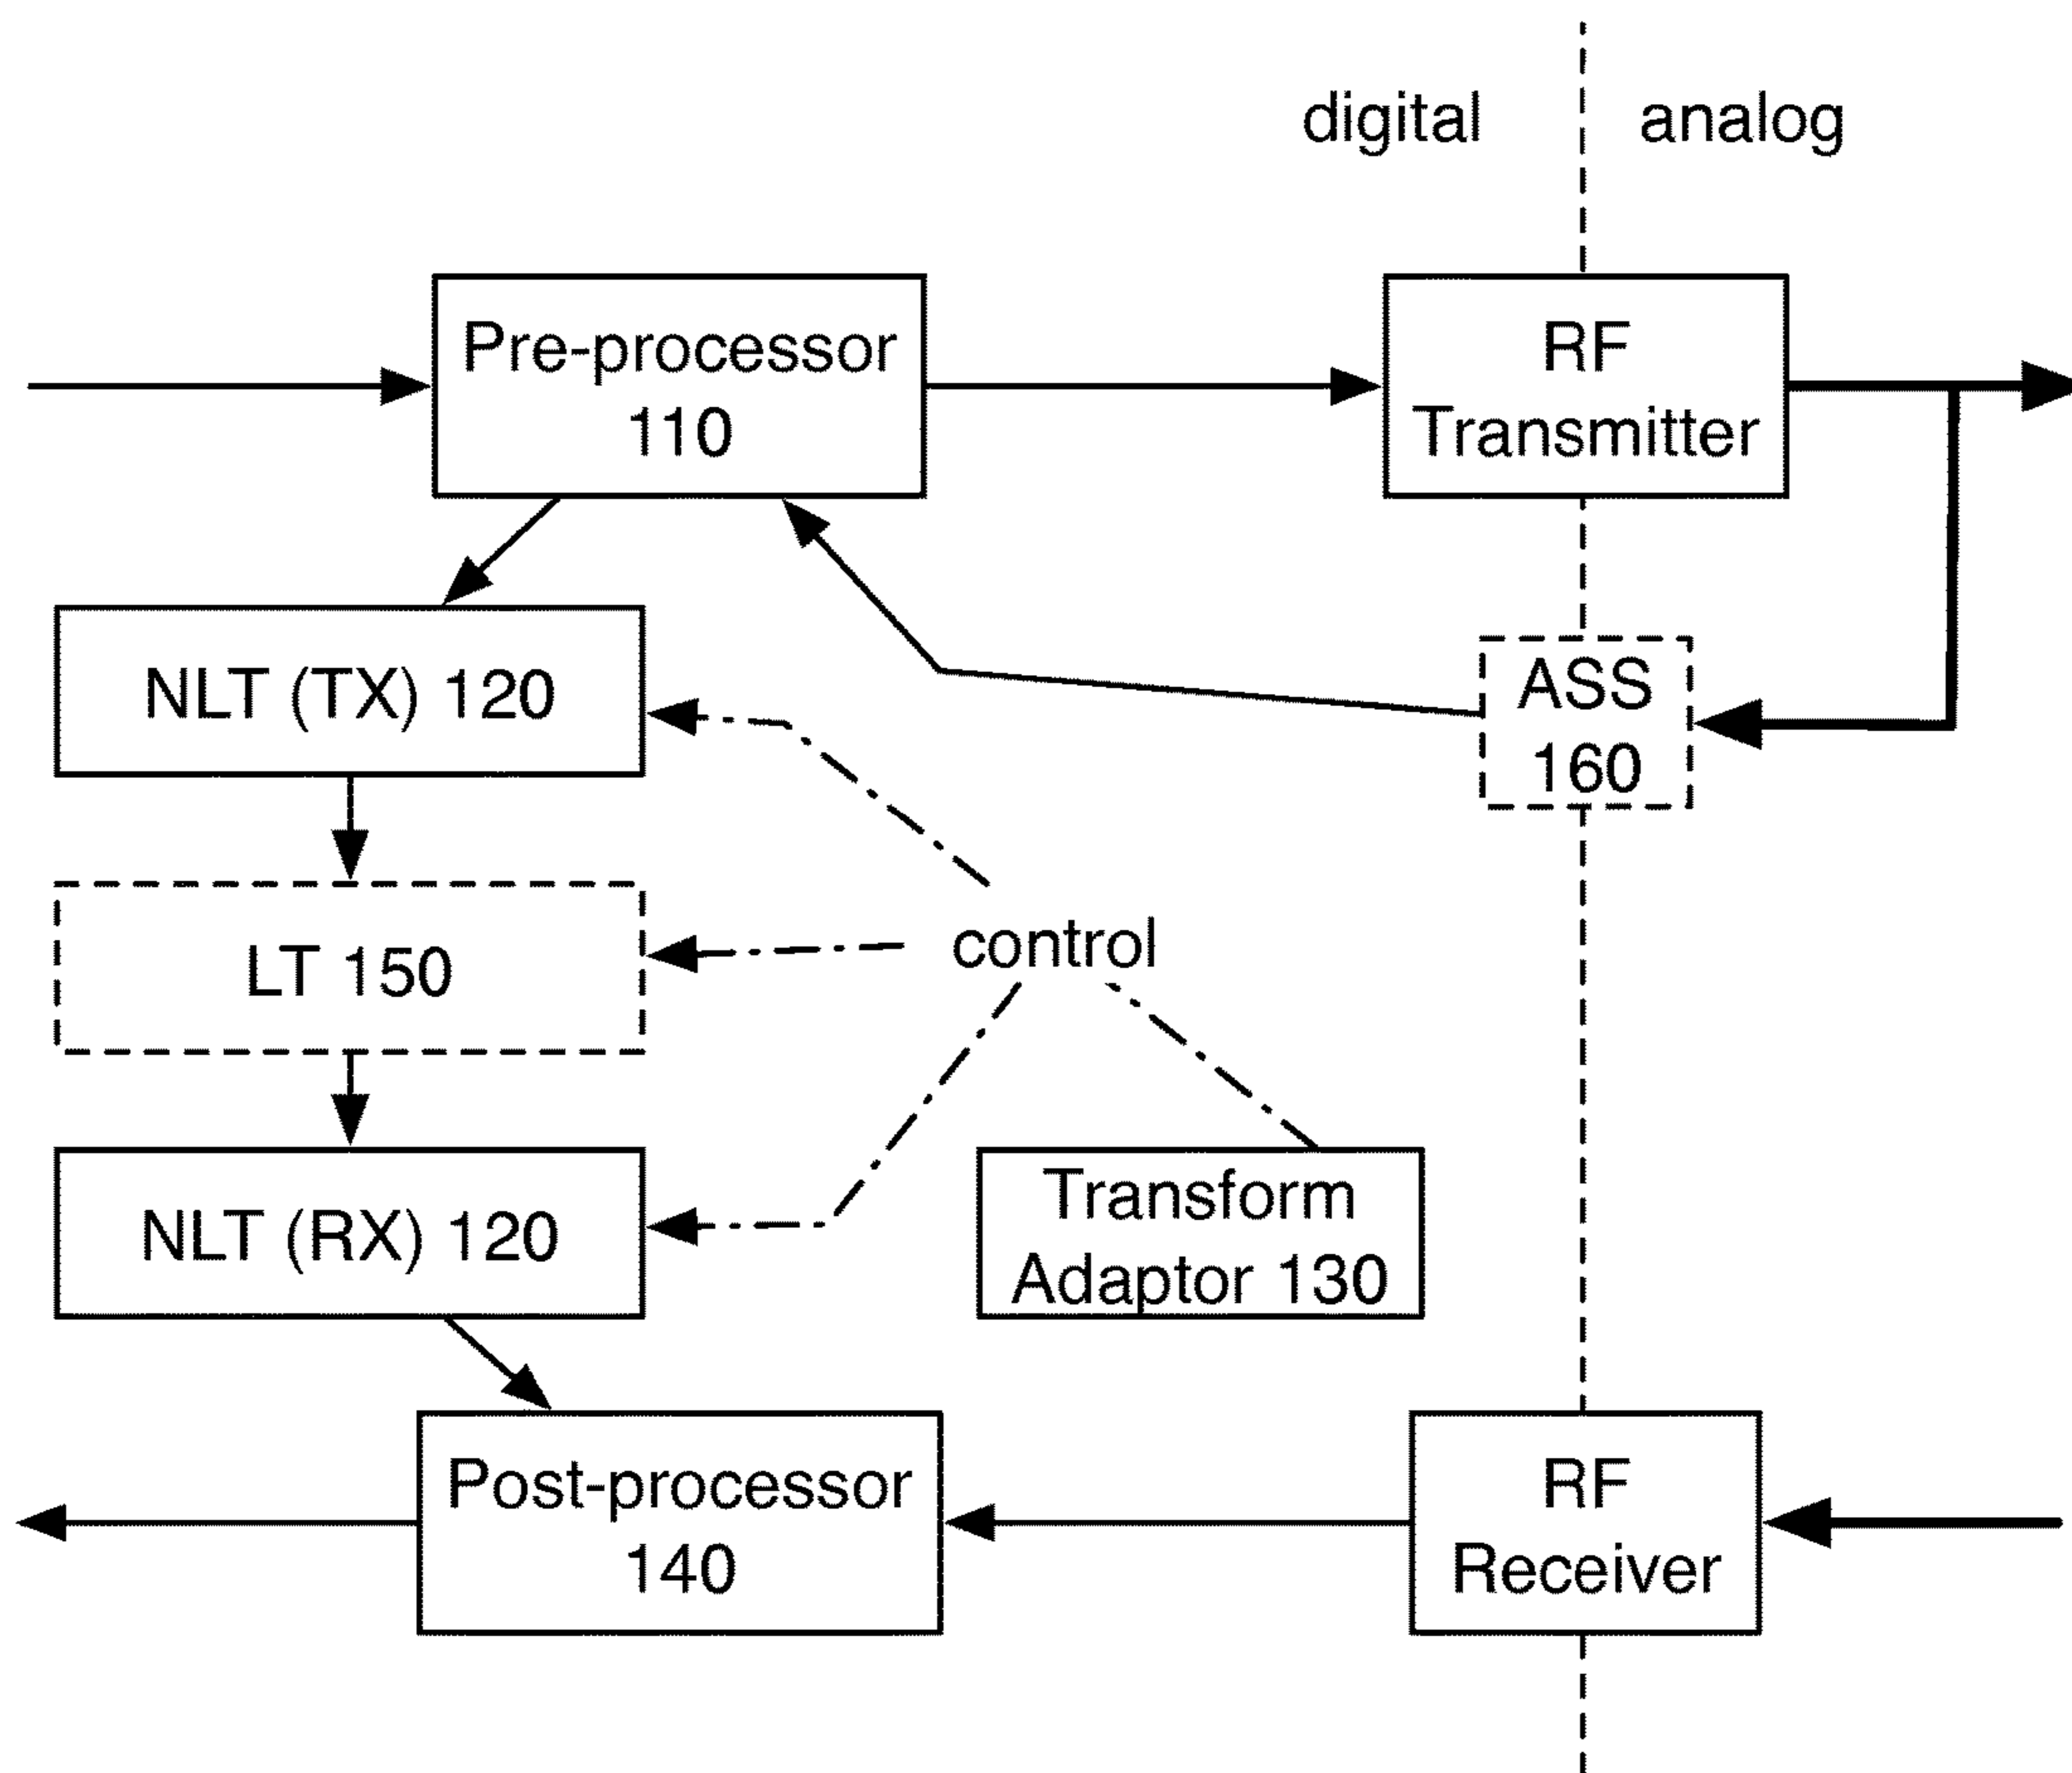 digital
analog
Pre-processor
110
RF
Transmitter
NLT (TX) 120
ASS
160
LT 150
control
NLT (RX) 120
Transform
Adaptor 130
Post-processor
140
RF
Receiver